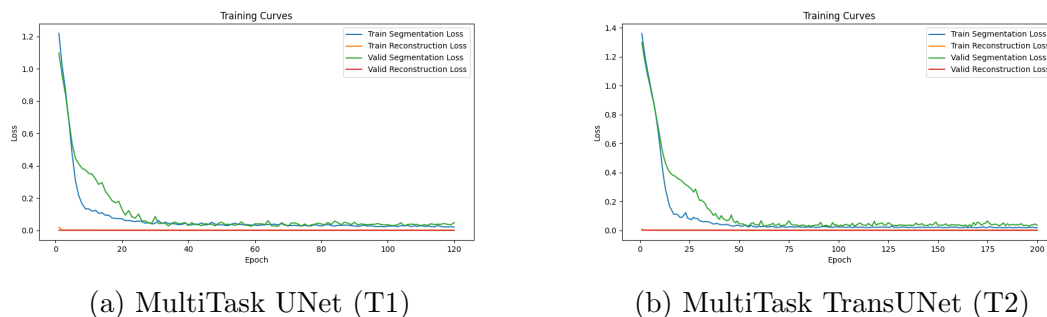 Training Curves
Train Segmentation Loss
Train Reconstruction Loss
Valid Segmentation Loss
Valid Reconstruction Loss
1.2
1.0
0.8
0.6
0.4
0.2
0.0
Loss
0 20 40 60 80 100 120
Epoch
(a) MultiTask UNet (T1)
Training Curves
Train Segmentation Loss
Train Reconstruction Loss
Valid Segmentation Loss
Valid Reconstruction Loss
1.4
1.2
1.0
0.8
0.6
0.4
0.2
0.0
Loss
0 25 50 75 100 125 150 175 200
Epoch
(b) MultiTask TransUNet (T2)